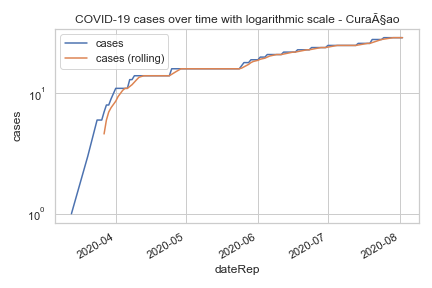 COVID-19 cases over time with logarithmic scale - CuraÃ§ao
cases
cases (rolling)
10¹
10⁰
cases
2020-04
2020-05
2020-06
2020-07
2020-08
dateRep